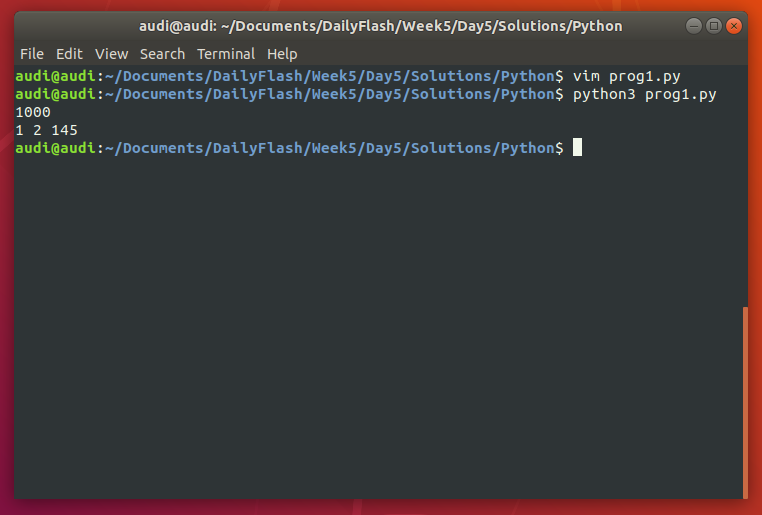 audi@audi: ~/Documents/DailyFlash/Week5/Day5/Solutions/Python
File Edit View Search Terminal Help
audi@audi:~/Documents/DailyFlash/Week5/Day5/Solutions/Python$ vim prog1.py
audi@audi:~/Documents/DailyFlash/Week5/Day5/Solutions/Python$ python3 prog1.py
1000
1 2 145
audi@audi:~/Documents/DailyFlash/Week5/Day5/Solutions/Python$